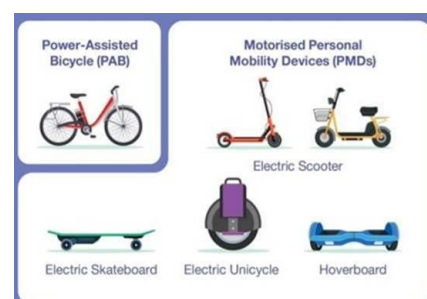 Power-Assisted
Bicycle (PAB)
Motorised Personal
Mobility Devices (PMDs)
Electric Scooter
Electric Skateboard
Electric Unicycle
Hoverboard